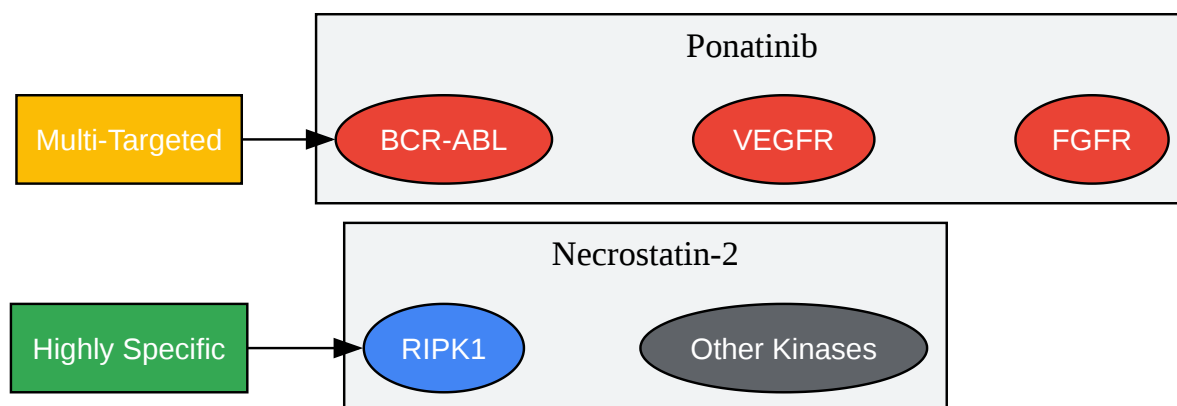 Ponatinib
Multi-Targeted
BCR-ABL
VEGFR
FGFR
Necrostatin-2
Highly Specific
RIPK1
Other Kinases